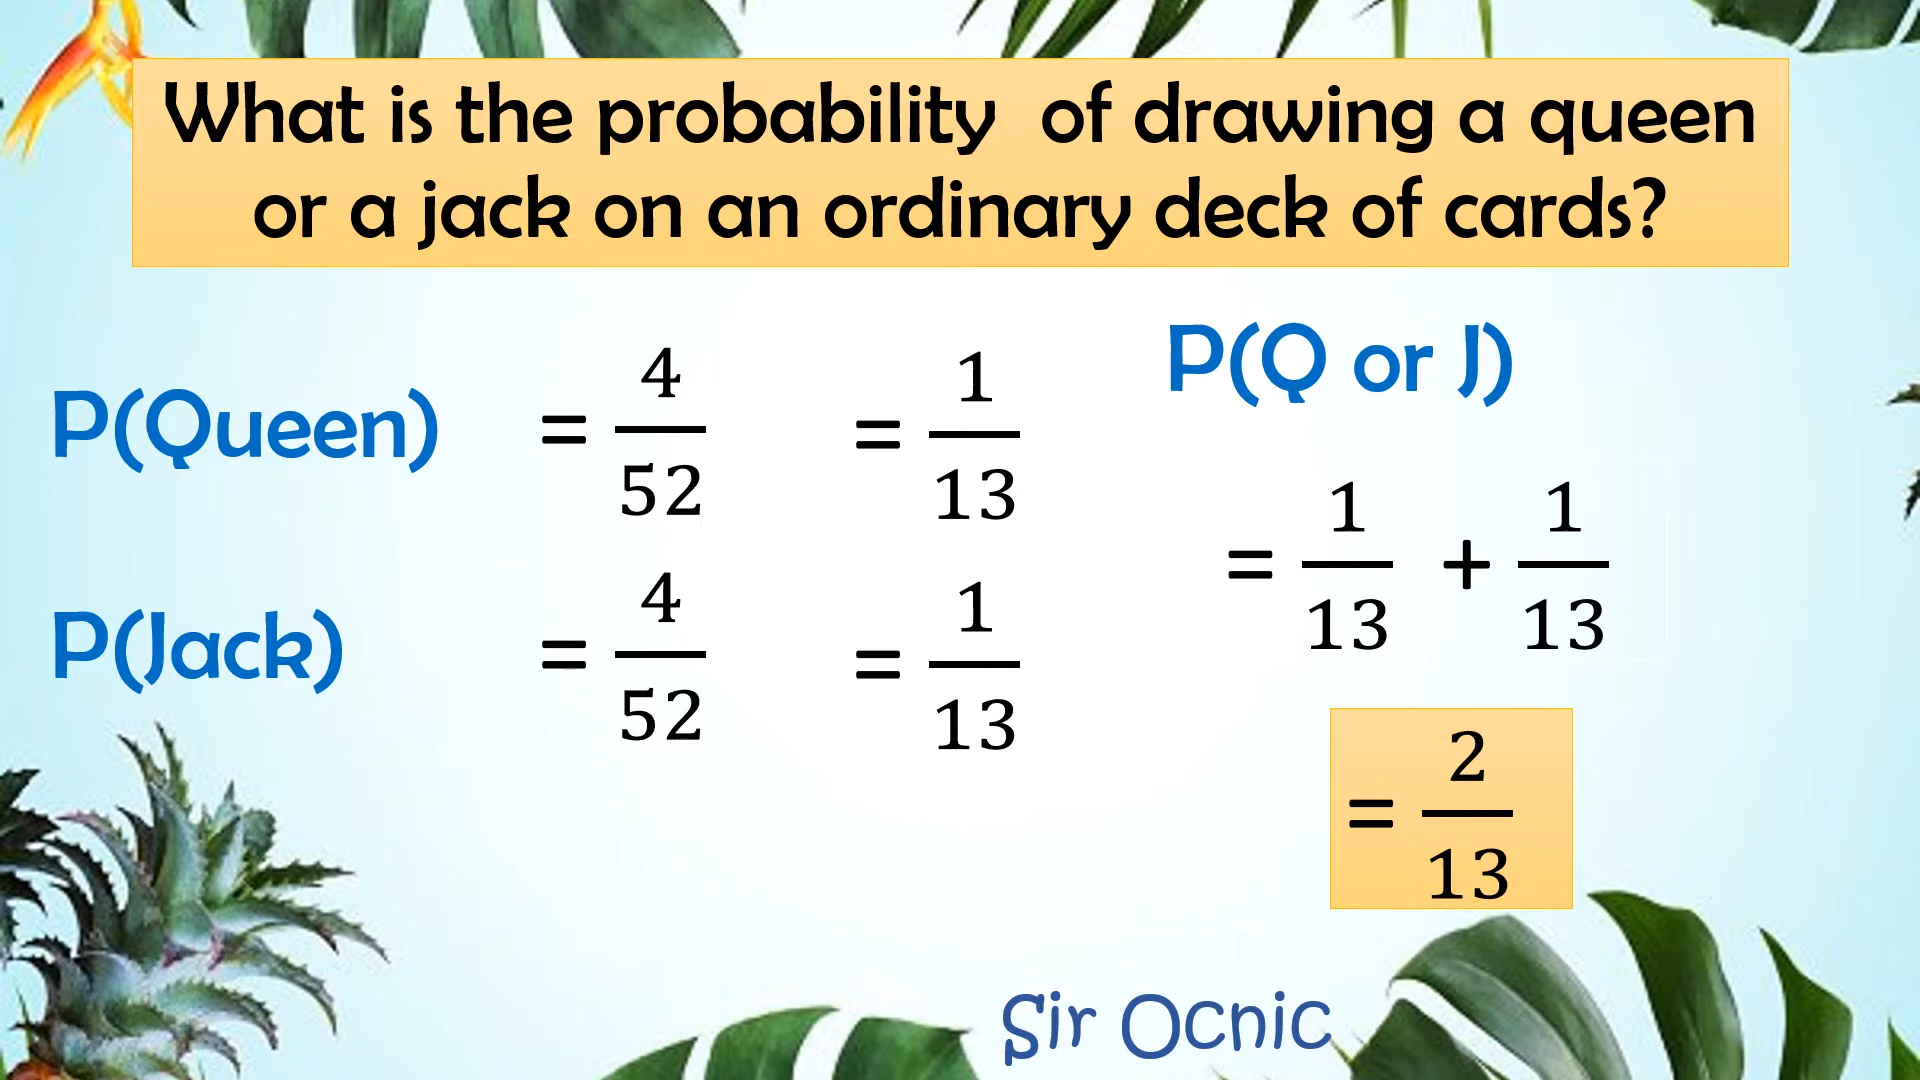 What is the probability of drawing a queen
or a jack on an ordinary deck of cards?
P(Queen) = 4/52 = 1/13
P(Jack) = 4/52 = 1/13
P(Q or J)
= 1/13 + 1/13
= 2/13
Sir Ocnic